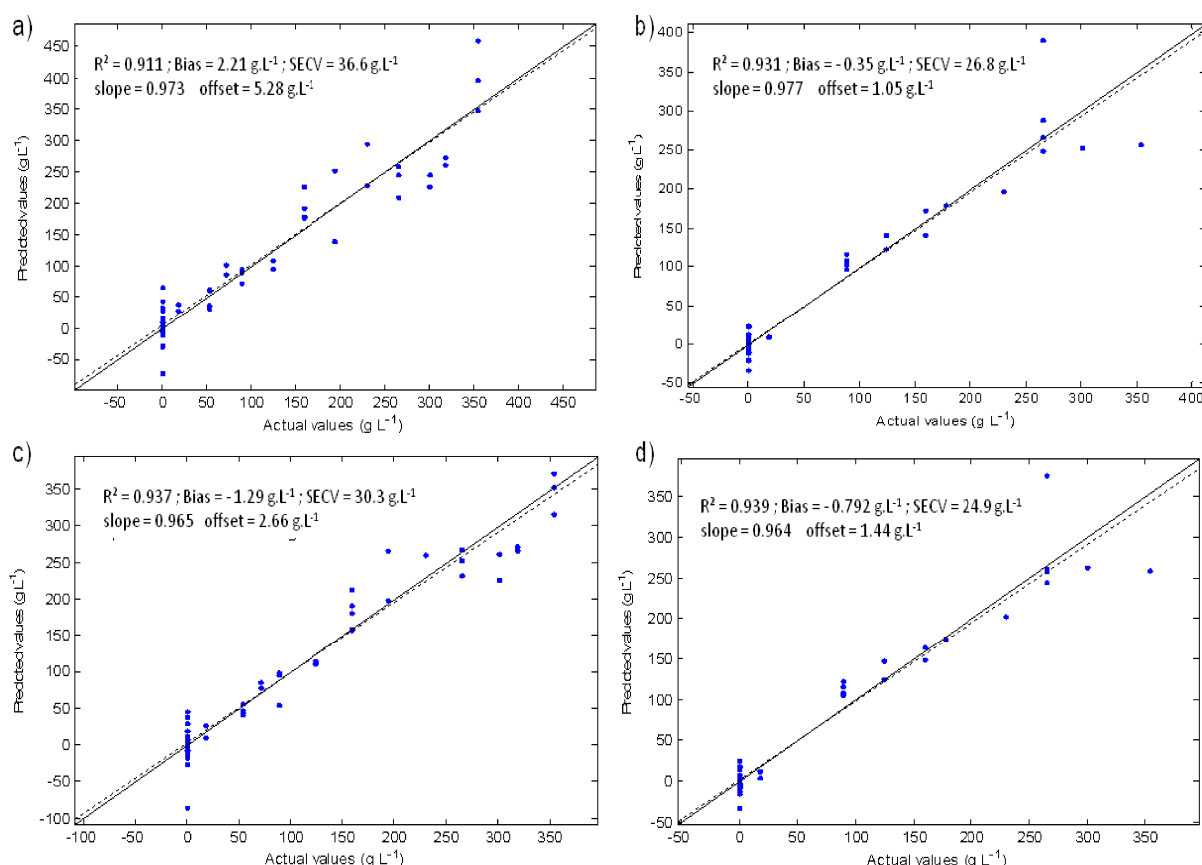 a)
R² = 0.911 ; Bias = 2.21 g.L⁻¹ ; SECV = 36.6 g.L⁻¹
slope = 0.973 offset = 5.28 g.L⁻¹
450
400
350
300
250
200
150
100
50
0
-50
Predicted values (g L⁻¹)
-50 0 50 100 150 200 250 300 350 400 450
Actual values (g L⁻¹)
b)
R² = 0.931 ; Bias = - 0.35 g.L⁻¹ ; SECV = 26.8 g.L⁻¹
slope = 0.977 offset = 1.05 g.L⁻¹
400
350
300
250
200
150
100
50
0
-50
Predicted values (g L⁻¹)
-50 0 50 100 150 200 250 300 350 400
Actual values (g L⁻¹)
c)
R² = 0.937 ; Bias = - 1.29 g.L⁻¹ ; SECV = 30.3 g.L⁻¹
slope = 0.965 offset = 2.66 g.L⁻¹
350
300
250
200
150
100
50
0
-50
-100
Predicted values (g L⁻¹)
-100 -50 0 50 100 150 200 250 300 350
Actual values (g L⁻¹)
d)
R² = 0.939 ; Bias = - 0.792 g.L⁻¹ ; SECV = 24.9 g.L⁻¹
slope = 0.964 offset = 1.44 g.L⁻¹
350
300
250
200
150
100
50
0
-50
Predicted values (g L⁻¹)
-50 0 50 100 150 200 250 300 350
Actual values (g L⁻¹)